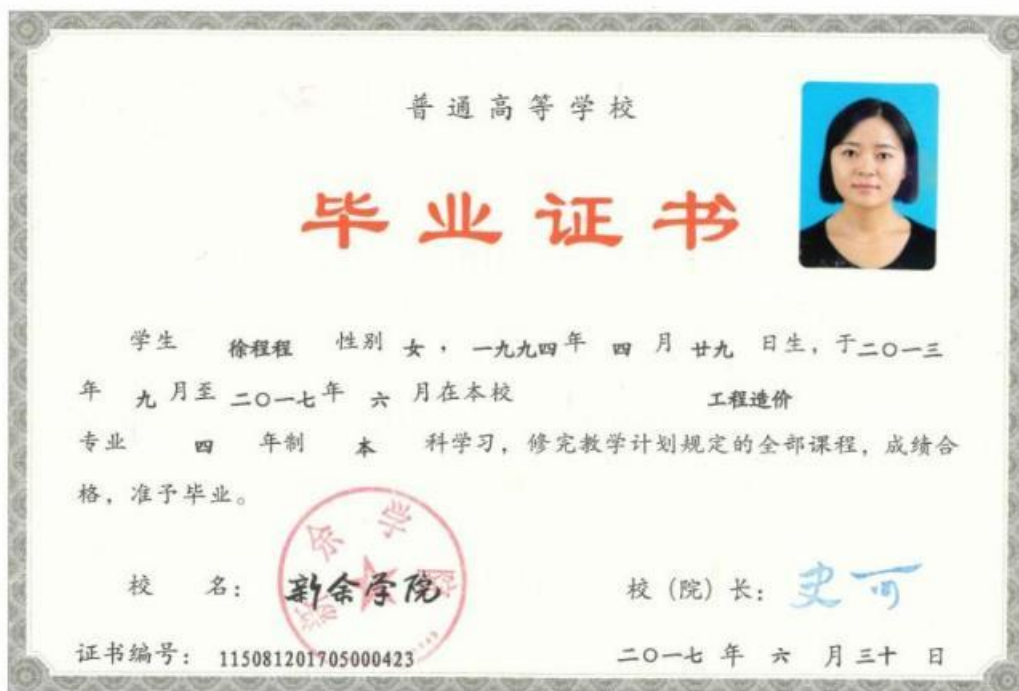 普通高等学校
毕业证书
学生 徐程程 性别 女，一九九四年 四 月 廿九 日生，于二〇一三
年 九 月至 二〇一七年 六 月在本校 工程造价
专业 四 年制 本 科学习，修完教学计划规定的全部课程，成绩合
格，准予毕业。
校 名：新余学院
新余学院
校（院）长：史可
证书编号：115081201705000423
二〇一七 年 六 月三十 日